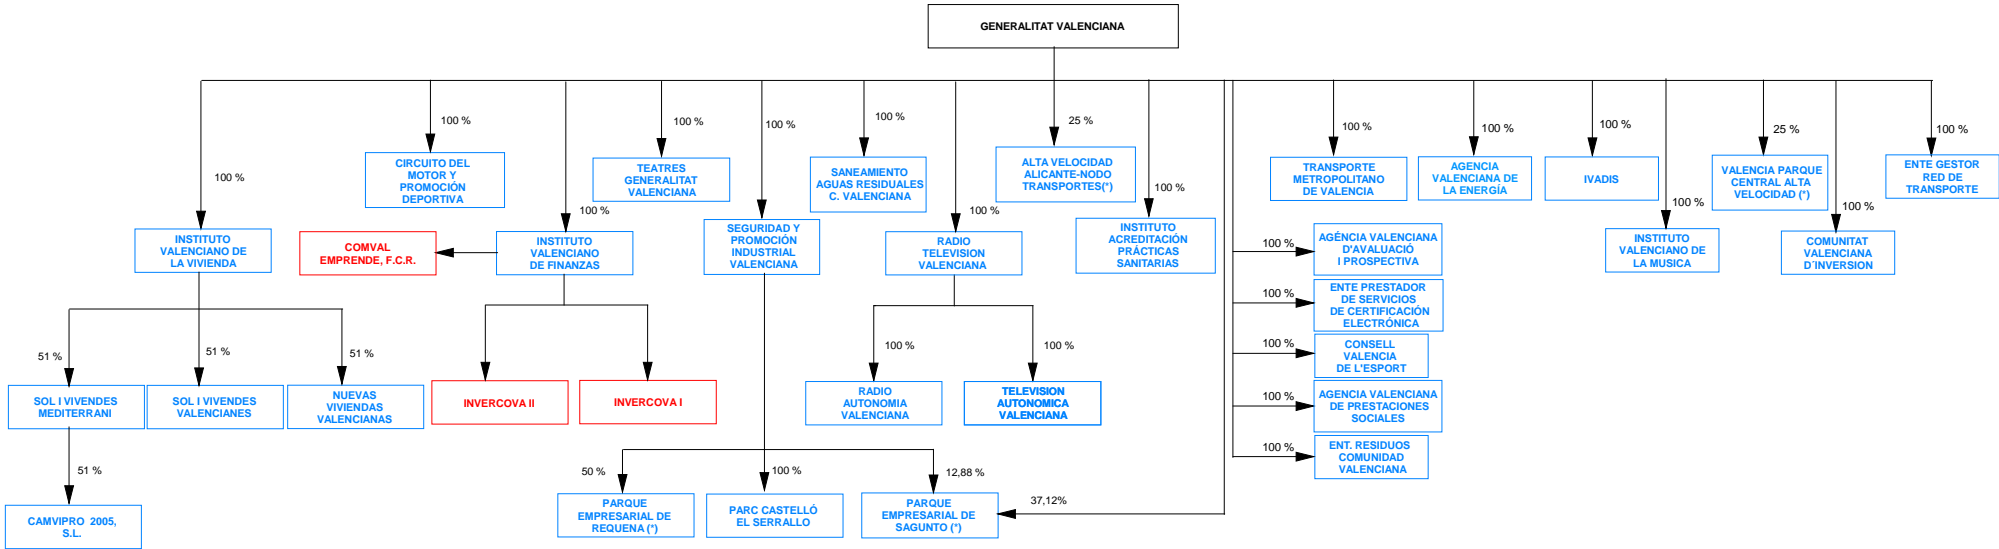 GENERALITAT VALENCIANA
100 %
100 %
100 %
100 %
100 %
25 %
100 %
100 %
100 %
25 %
100 %
CIRCUITO DEL
MOTOR Y
PROMOCIÓN
DEPORTIVA
TEATRES
GENERALITAT
VALENCIANA
SANEAMIENTO
AGUAS RESIDUALES
C. VALENCIANA
ALTA VELOCIDAD
ALICANTE-NODO
TRANSPORTES(*)
TRANSPORTE
METROPOLITANO
DE VALENCIA
AGENCIA
VALENCIANA DE
LA ENERGÍA
IVADIS
VALENCIA PARQUE
CENTRAL ALTA
VELOCIDAD (*)
ENTE GESTOR
RED DE
TRANSPORTE
100 %
100 %
100 %
100 %
100 %
100 %
INSTITUTO
VALENCIANO DE
LA VIVIENDA
COMVAL
EMPRENDE, F.C.R.
INSTITUTO
VALENCIANO
DE FINANZAS
SEGURIDAD Y
PROMOCIÓN
INDUSTRIAL
VALENCIANA
RADIO
TELEVISION
VALENCIANA
INSTITUTO
ACREDITACIÓN
PRÁCTICAS
SANITARIAS
100 %
AGÉNCIA VALENCIANA
D'AVALUACIÓ
I PROSPECTIVA
INSTITUTO
VALENCIANO DE
LA MUSICA
COMUNITAT
VALENCIANA
D´INVERSION
100 %
ENTE PRESTADOR
DE SERVICIOS
DE CERTIFICACIÓN
ELECTRÓNICA
51 %
51 %
51 %
100 %
100 %
100 %
CONSELL
VALENCIA
DE L'ESPORT
SOL I VIVENDES
MEDITERRANI
SOL I VIVENDES
VALENCIANES
NUEVAS
VIVIENDAS
VALENCIANAS
INVERCOVA II
INVERCOVA I
RADIO
AUTONOMIA
VALENCIANA
TELEVISION
AUTONOMICA
VALENCIANA
100 %
AGENCIA VALENCIANA
DE PRESTACIONES
SOCIALES
100 %
ENT. RESIDUOS
COMUNIDAD
VALENCIANA
51 %
50 %
100 %
12,88 %
37,12%
CAMVIPRO 2005,
S.L.
PARQUE
EMPRESARIAL DE
REQUENA (*)
PARC CASTELLÓ
EL SERRALLO
PARQUE
EMPRESARIAL DE
SAGUNTO (*)